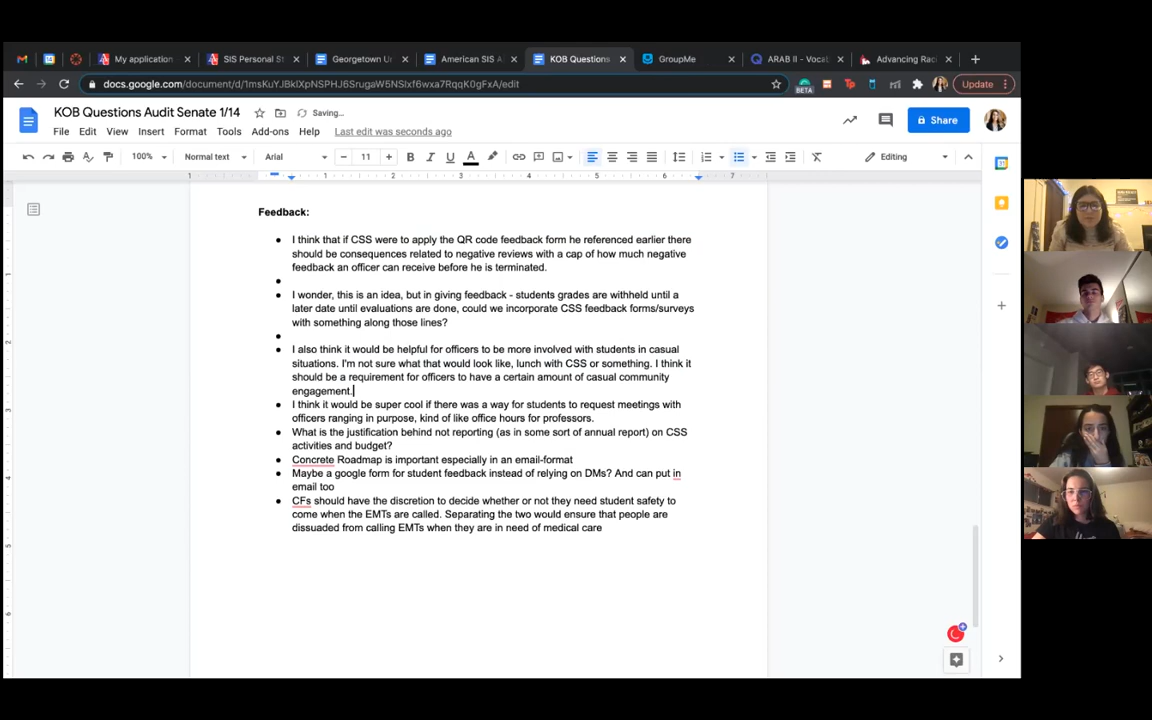 My application
SIS Personal St
Georgetown Ur
American SIS A
KOB Questions
GroupMe
ARAB II - Vocab
Advancing Raci
docs.google.com/document/d/1msKuYJBkIXpNSPHJ6SrugaW5NSlxf6wxa7RqqK0gFxA/edit
BETA
Update
KOB Questions Audit Senate 1/14
Saving...
File Edit View Insert Format Tools Add-ons Help Last edit was seconds ago
Share
100% Normal text Arial 11 B I U A Editing
1 1 2 3 4 5 6 7
Feedback:
● I think that if CSS were to apply the QR code feedback form he referenced earlier there
should be consequences related to negative reviews with a cap of how much negative
feedback an officer can receive before he is terminated.
●
● I wonder, this is an idea, but in giving feedback - students grades are withheld until a
later date until evaluations are done, could we incorporate CSS feedback forms/surveys
with something along those lines?
●
● I also think it would be helpful for officers to be more involved with students in casual
situations. I'm not sure what that would look like, lunch with CSS or something. I think it
should be a requirement for officers to have a certain amount of casual community
engagement.
● I think it would be super cool if there was a way for students to request meetings with
officers ranging in purpose, kind of like office hours for professors.
● What is the justification behind not reporting (as in some sort of annual report) on CSS
activities and budget?
● Concrete Roadmap is important especially in an email-format
● Maybe a google form for student feedback instead of relying on DMs? And can put in
email too
● CFs should have the discretion to decide whether or not they need student safety to
come when the EMTs are called. Separating the two would ensure that people are
dissuaded from calling EMTs when they are in need of medical care